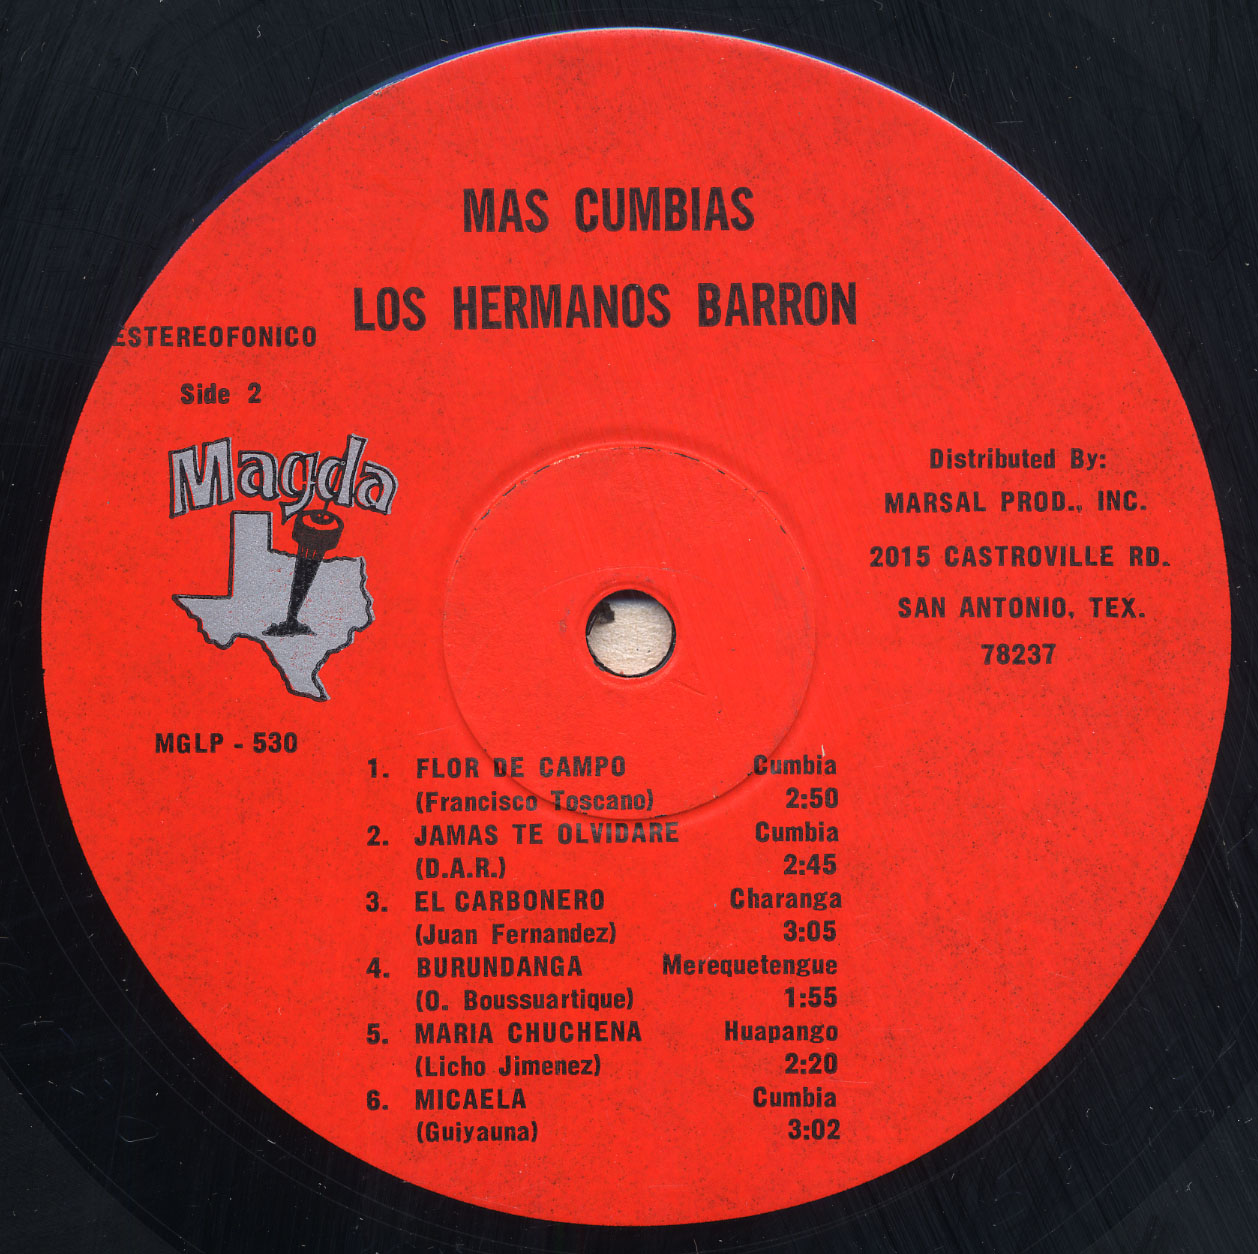 MAS CUMBIAS
LOS HERMANOS BARRON
ESTEREOFONICO
Side 2
Magda
MGLP - 530
Distributed By:
MARSAL PROD., INC.
2015 CASTROVILLE RD.
SAN ANTONIO, TEX.
78237
1. FLOR DE CAMPO Cumbia
(Francisco Toscano) 2:50
2. JAMAS TE OLVIDARE Cumbia
(D.A.R.) 2:45
3. EL CARBONERO Charanga
(Juan Fernandez) 3:05
4. BURUNDANGA Merequetengue
(O. Boussuartique) 1:55
5. MARIA CHUCHENA Huapango
(Licho Jimenez) 2:20
6. MICAELA Cumbia
(Guiyauna) 3:02